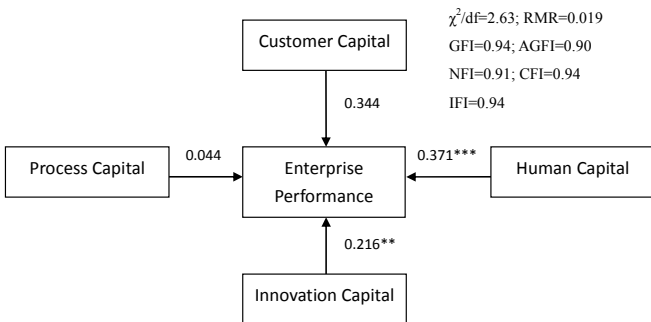 Customer Capital
χ²/df=2.63; RMR=0.019
GFI=0.94; AGFI=0.90
NFI=0.91; CFI=0.94
IFI=0.94
0.344
Process Capital
0.044
Enterprise
Performance
0.371***
Human Capital
0.216**
Innovation Capital